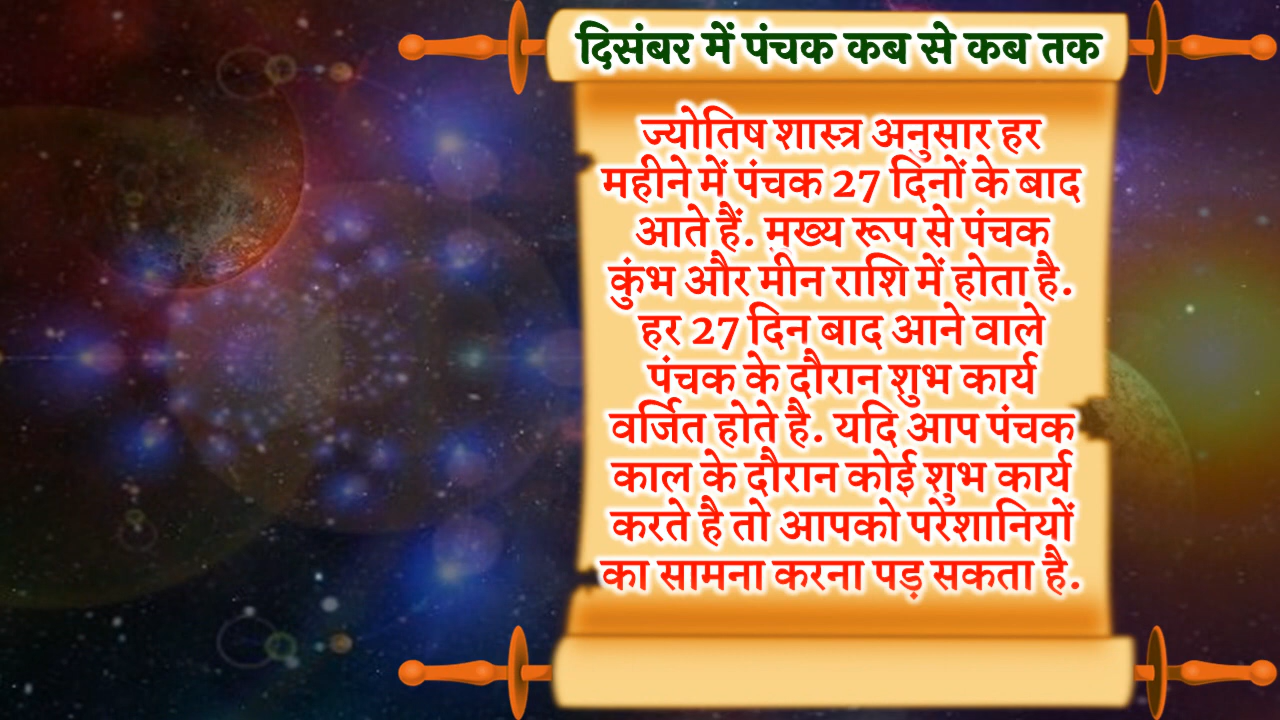 दिसंबर में पंचक कब से कब तक
ज्योतिष शास्त्र अनुसार हर
महीने में पंचक 27 दिनों के बाद
आते हैं. मुख्य रूप से पंचक
कुंभ और मीन राशि में होता है.
हर 27 दिन बाद आने वाले
पंचक के दौरान शुभ कार्य
वर्जित होते है. यदि आप पंचक
काल के दौरान कोई शुभ कार्य
करते है तो आपको परेशानियों
का सामना करना पड़ सकता है.